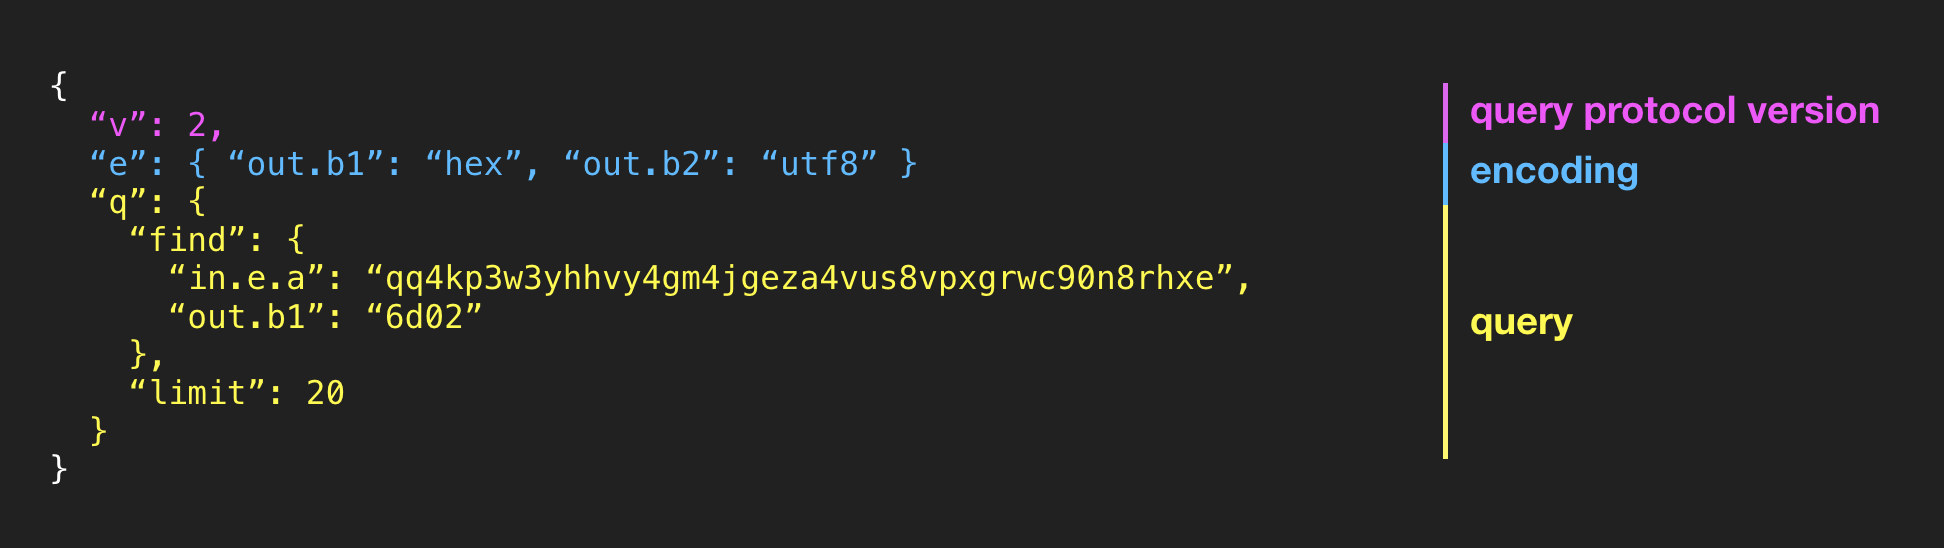 {
“v”: 2,
“e”: { “out.b1”: “hex”, “out.b2”: “utf8” }
“q”: {
“find”: {
“in.e.a”: “qq4kp3w3yhhvy4gm4jgeza4vus8vpxgrwc90n8rhxe”,
“out.b1”: “6d02”
},
“limit”: 20
}
}
query protocol version
encoding
query